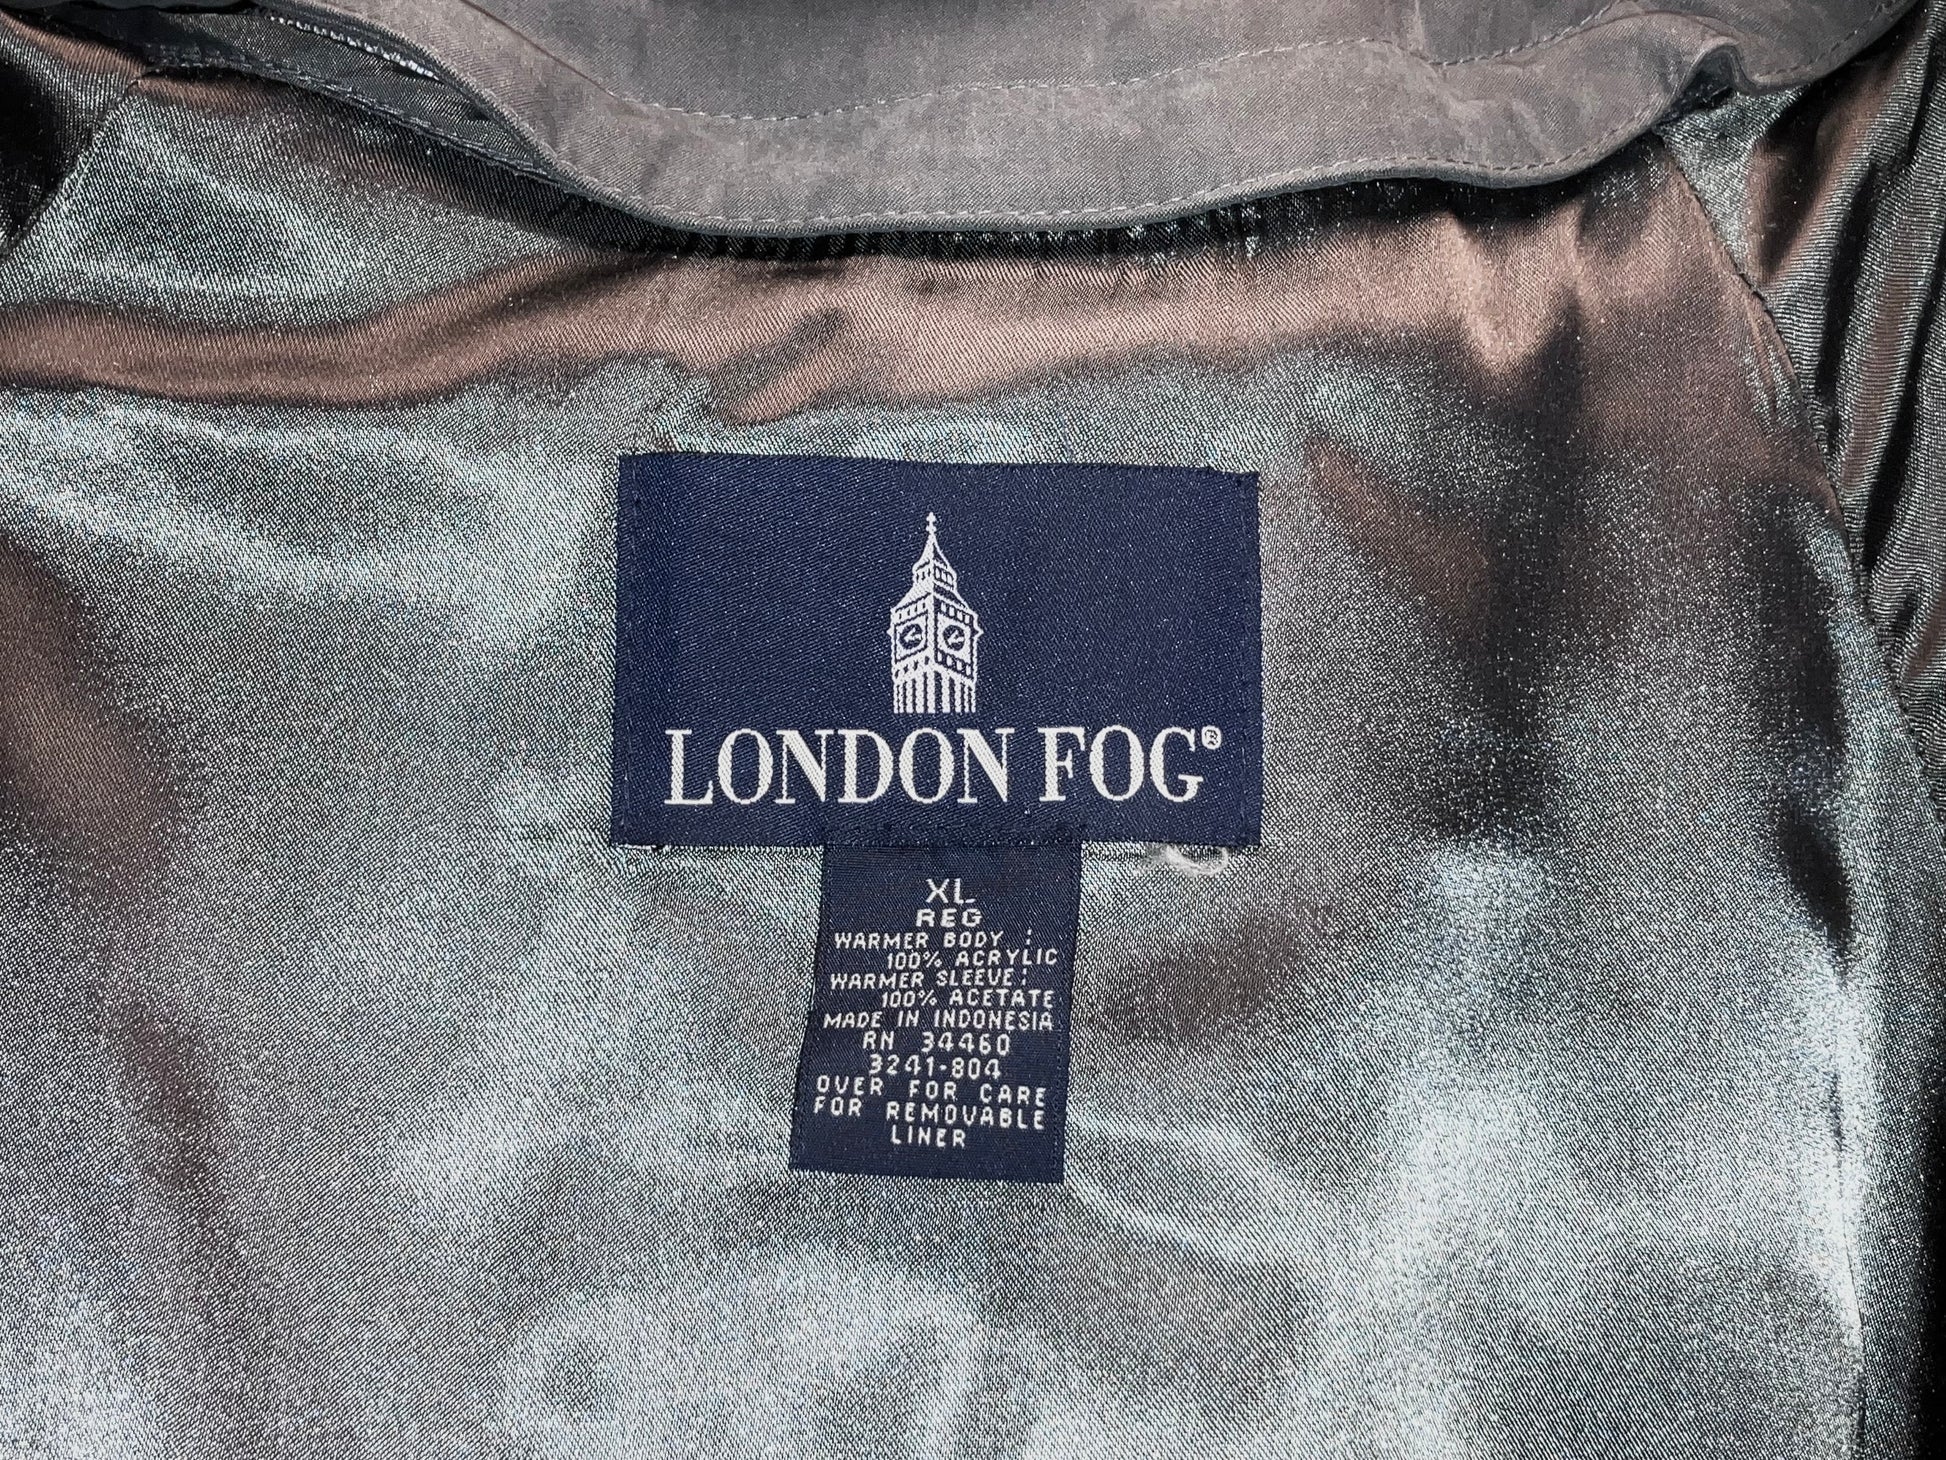 LONDON FOG®
XL
REG
WARMER BODY :
100% ACRYLIC
WARMER SLEEVE:
100% ACETATE
MADE IN INDONESIA
RN 34460
3241-804
OVER FOR CARE
FOR REMOVABLE
LINER